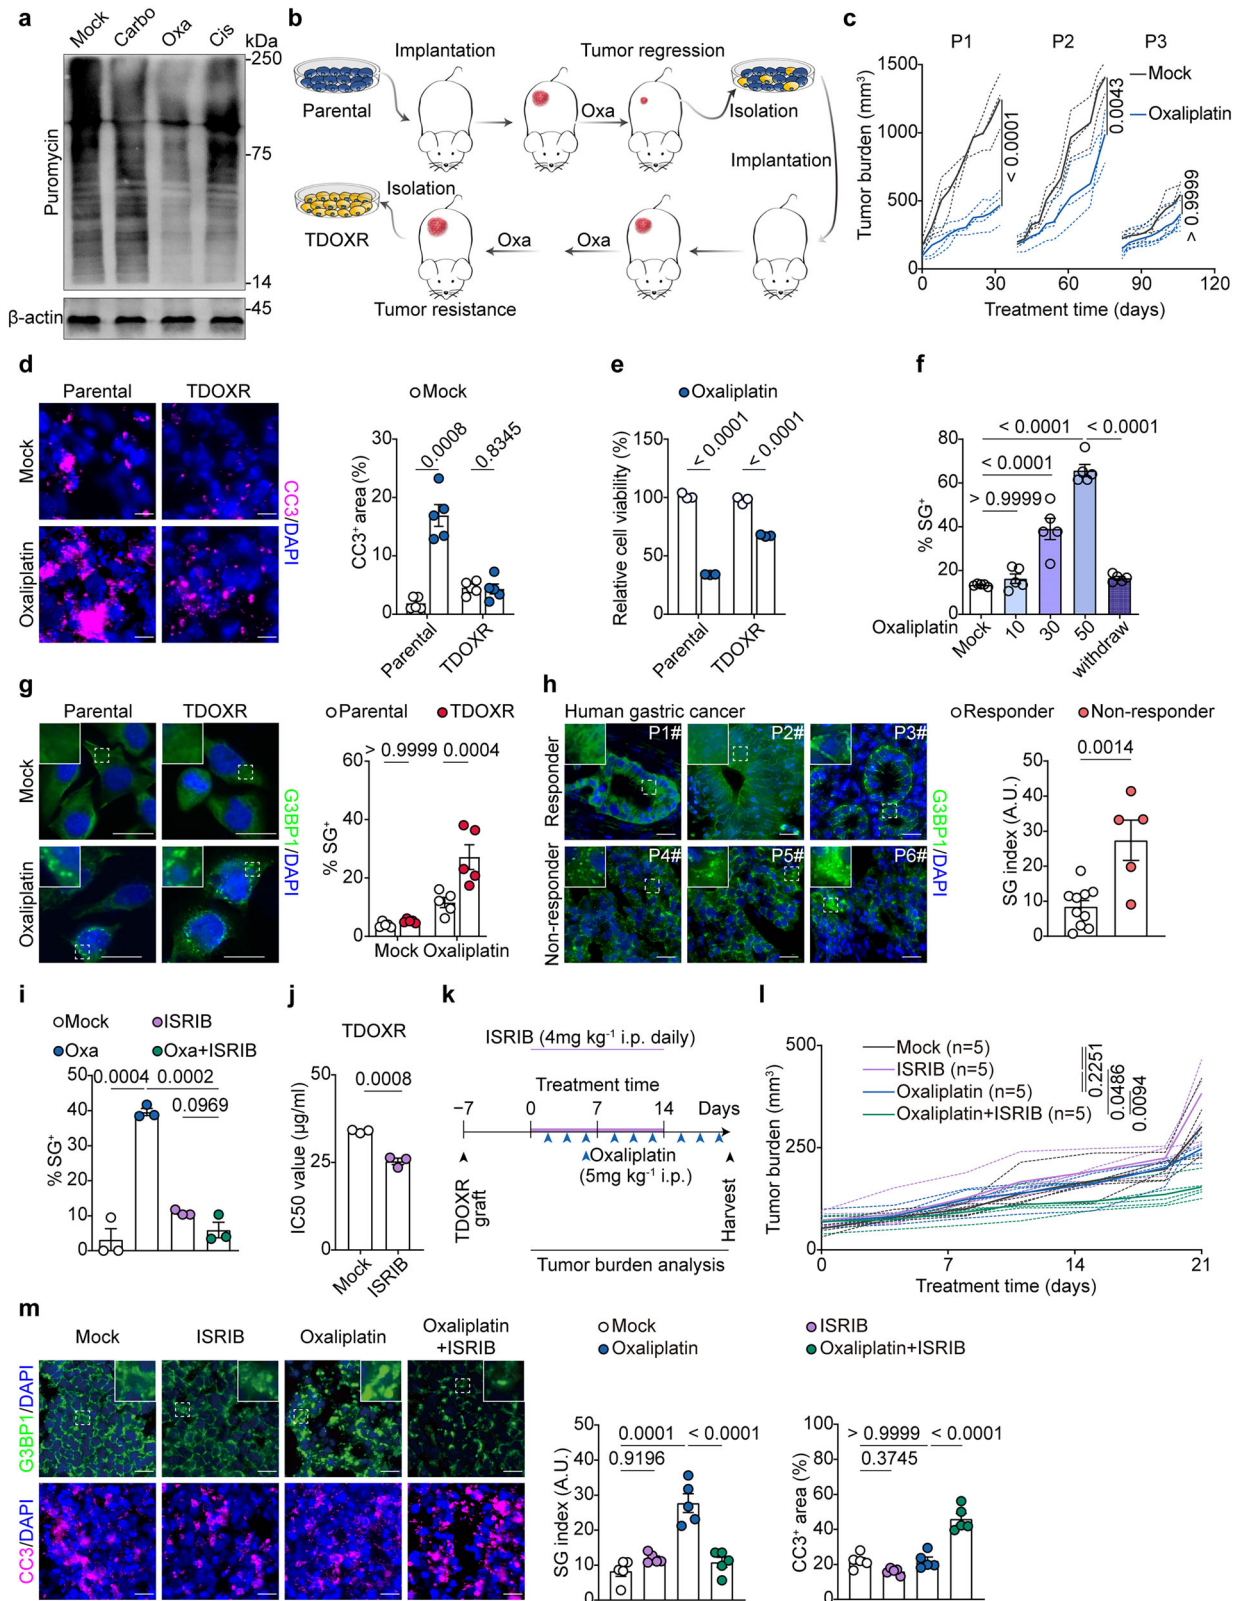 a
Mock
Carbo
Oxa
Cis
kDa
-250
-75
-14
-45
Puromycin
β-actin
b
Implantation
Tumor regression
Parental
Oxa
Isolation
Implantation
Isolation
TDOXR
Oxa
Oxa
Tumor resistance
c
P1
P2
P3
Tumor burden (mm³)
1500
1000
500
0
0
30
60
90
120
Treatment time (days)
Mock
Oxaliplatin
< 0.0001
0.0043
> 0.9999
d
Parental
TDOXR
Mock
Oxaliplatin
CC3/DAPI
Mock
Oxaliplatin
CC3⁺ area (%)
30
20
10
0
0.0008
0.8345
Parental
TDOXR
e
Relative cell viability (%)
150
100
50
0
< 0.0001
< 0.0001
Parental
TDOXR
f
% SG⁺
80
60
40
20
0
< 0.0001
< 0.0001
< 0.0001
> 0.9999
Oxaliplatin
Mock
10
30
50
withdraw
g
Parental
TDOXR
Mock
Oxaliplatin
G3BP1/DAPI
Parental
TDOXR
> 0.9999
0.0004
% SG⁺
60
40
20
0
Mock
Oxaliplatin
h
Human gastric cancer
Responder
Non-responder
P1#
P2#
P3#
P4#
P5#
P6#
G3BP1/DAPI
Responder
Non-responder
0.0014
SG index (A.U.)
50
40
30
20
10
0
i
Mock
ISRIB
Oxa
Oxa+ISRIB
% SG⁺
50
40
30
20
10
0
0.0004
0.0002
0.0969
j
TDOXR
IC50 value (μg/ml)
50
25
0
0.0008
Mock
ISRIB
k
ISRIB (4mg kg⁻¹ i.p. daily)
Treatment time
−7
0
7
14
Days
Oxaliplatin
(5mg kg⁻¹ i.p.)
TDOXR
graft
Harvest
Tumor burden analysis
l
Tumor burden (mm³)
500
250
0
0
7
14
21
Treatment time (days)
Mock (n=5)
ISRIB (n=5)
Oxaliplatin (n=5)
Oxaliplatin+ISRIB (n=5)
0.2251
0.0486
0.0094
m
Mock
ISRIB
Oxaliplatin
Oxaliplatin
+ISRIB
G3BP1/DAPI
CC3/DAPI
Mock
ISRIB
Oxaliplatin
Oxaliplatin+ISRIB
SG index (A.U.)
50
40
30
20
10
0
0.0001
< 0.0001
0.9196
CC3⁺ area (%)
100
80
60
40
20
0
> 0.9999
< 0.0001
0.3745